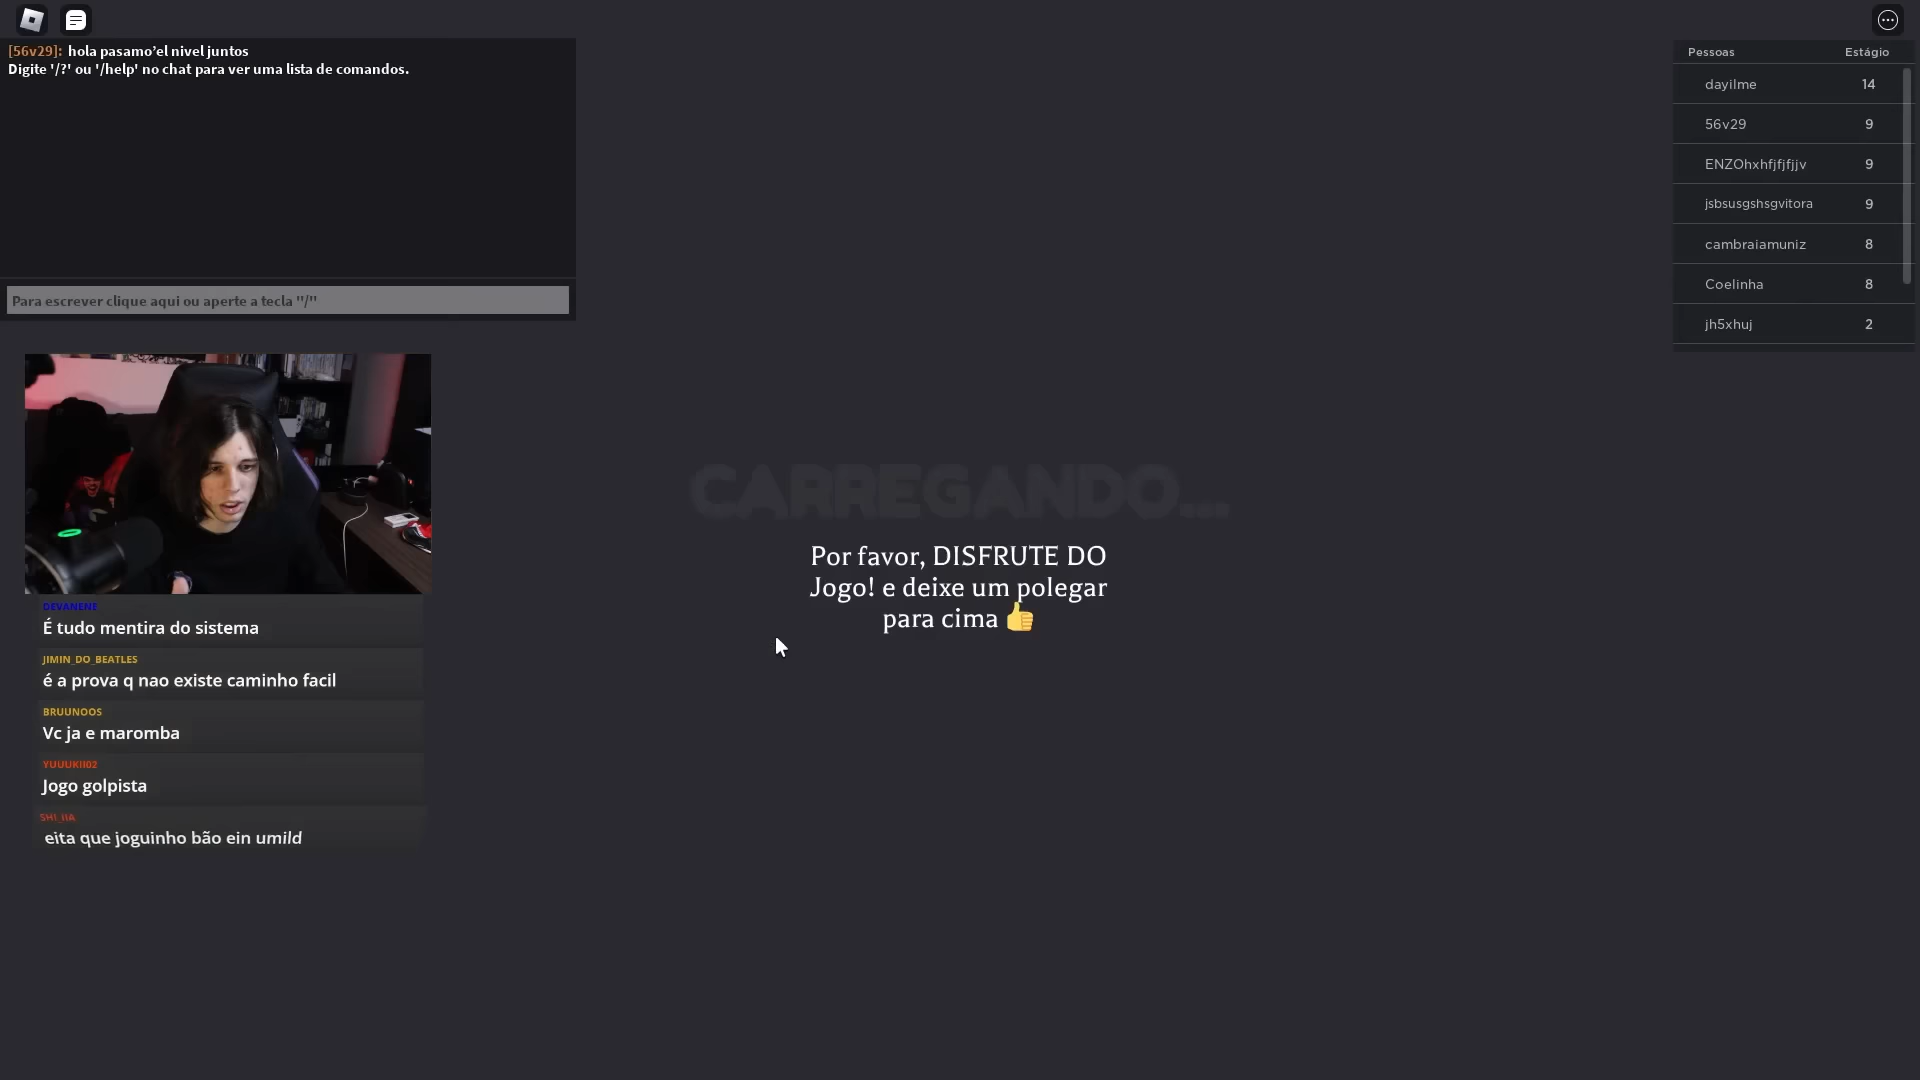 [56v29]: hola pasamo'el nivel juntos
Digite '/?' ou '/help' no chat para ver uma lista de comandos.
Para escrever clique aqui ou aperte a tecla "/"
Pessoas Estágio
dayilme 14
56v29 9
ENZOhxhfjfjfjjv 9
jsbsusgshsgvitora 9
cambraiamuniz 8
Coelinha 8
jh5xhuj 2
CARREGANDO...
Por favor, DISFRUTE DO
Jogo! e deixe um polegar
para cima 👍
DEVANENE
É tudo mentira do sistema
JIMIN_DO_BEATLES
é a prova q nao existe caminho facil
BRUUNOOS
Vc ja e maromba
YUUUKII02
Jogo golpista
eita que joguinho bão ein umild